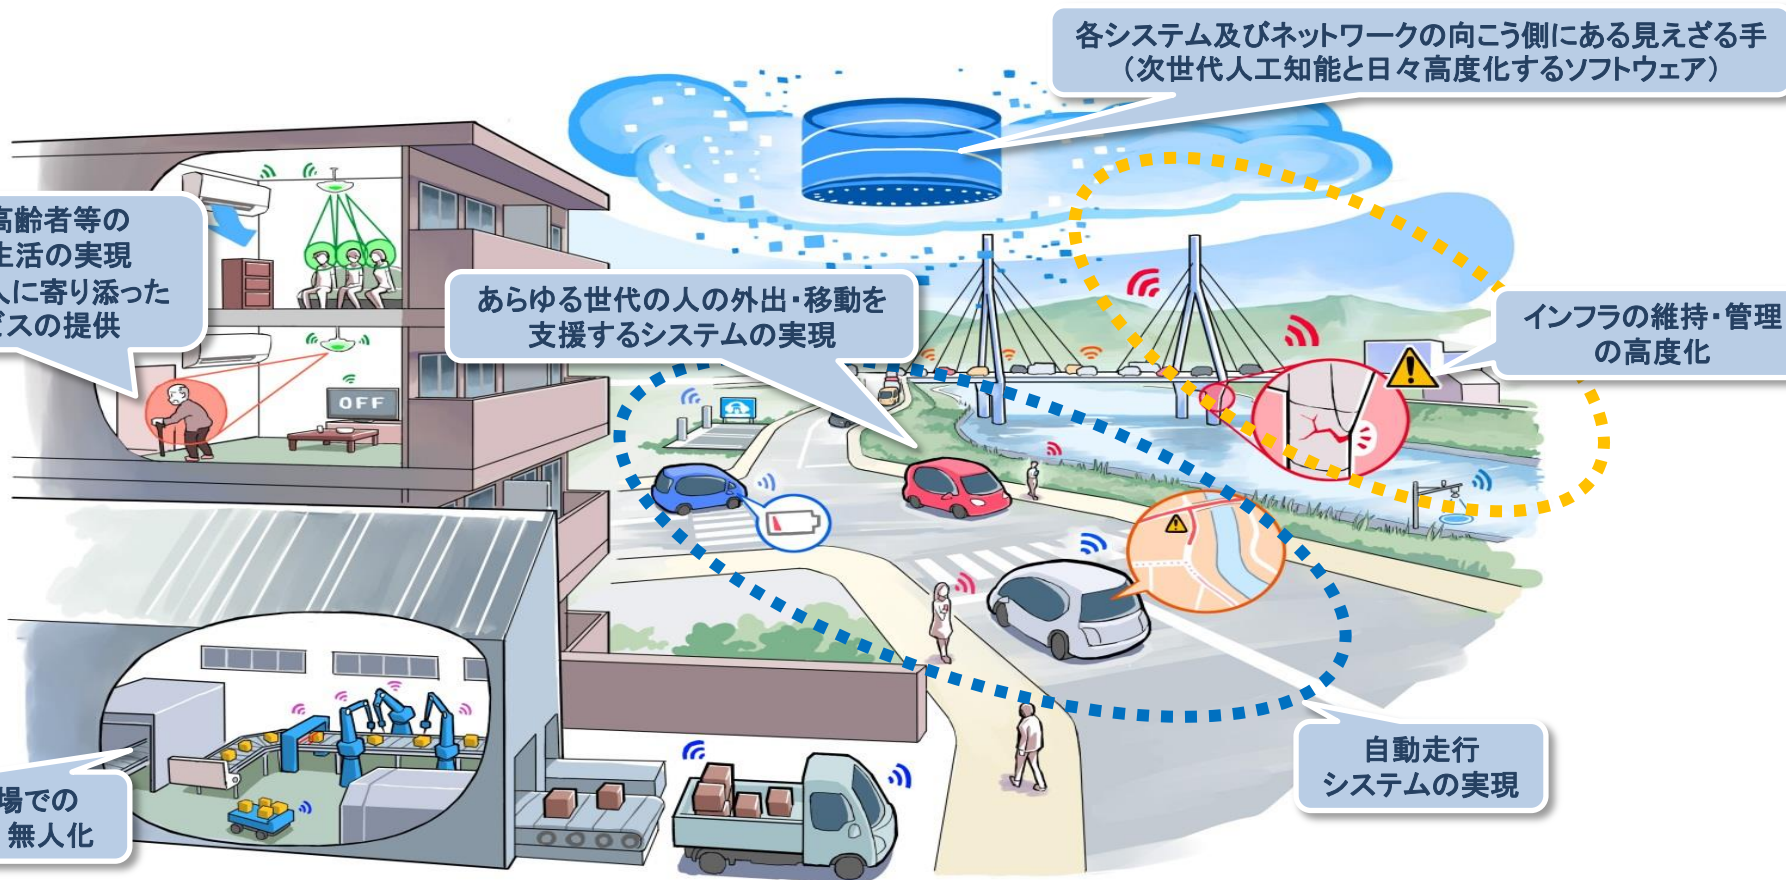 各システム及びネットワークの向こう側にある見えざる手
（次世代人工知能と日々高度化するソフトウェア）
高齢者等の
生活の実現
人に寄り添った
ビスの提供
あらゆる世代の人の外出・移動を
支援するシステムの実現
インフラの維持・管理
の高度化
OFF
自動走行
システムの実現
場での
無人化